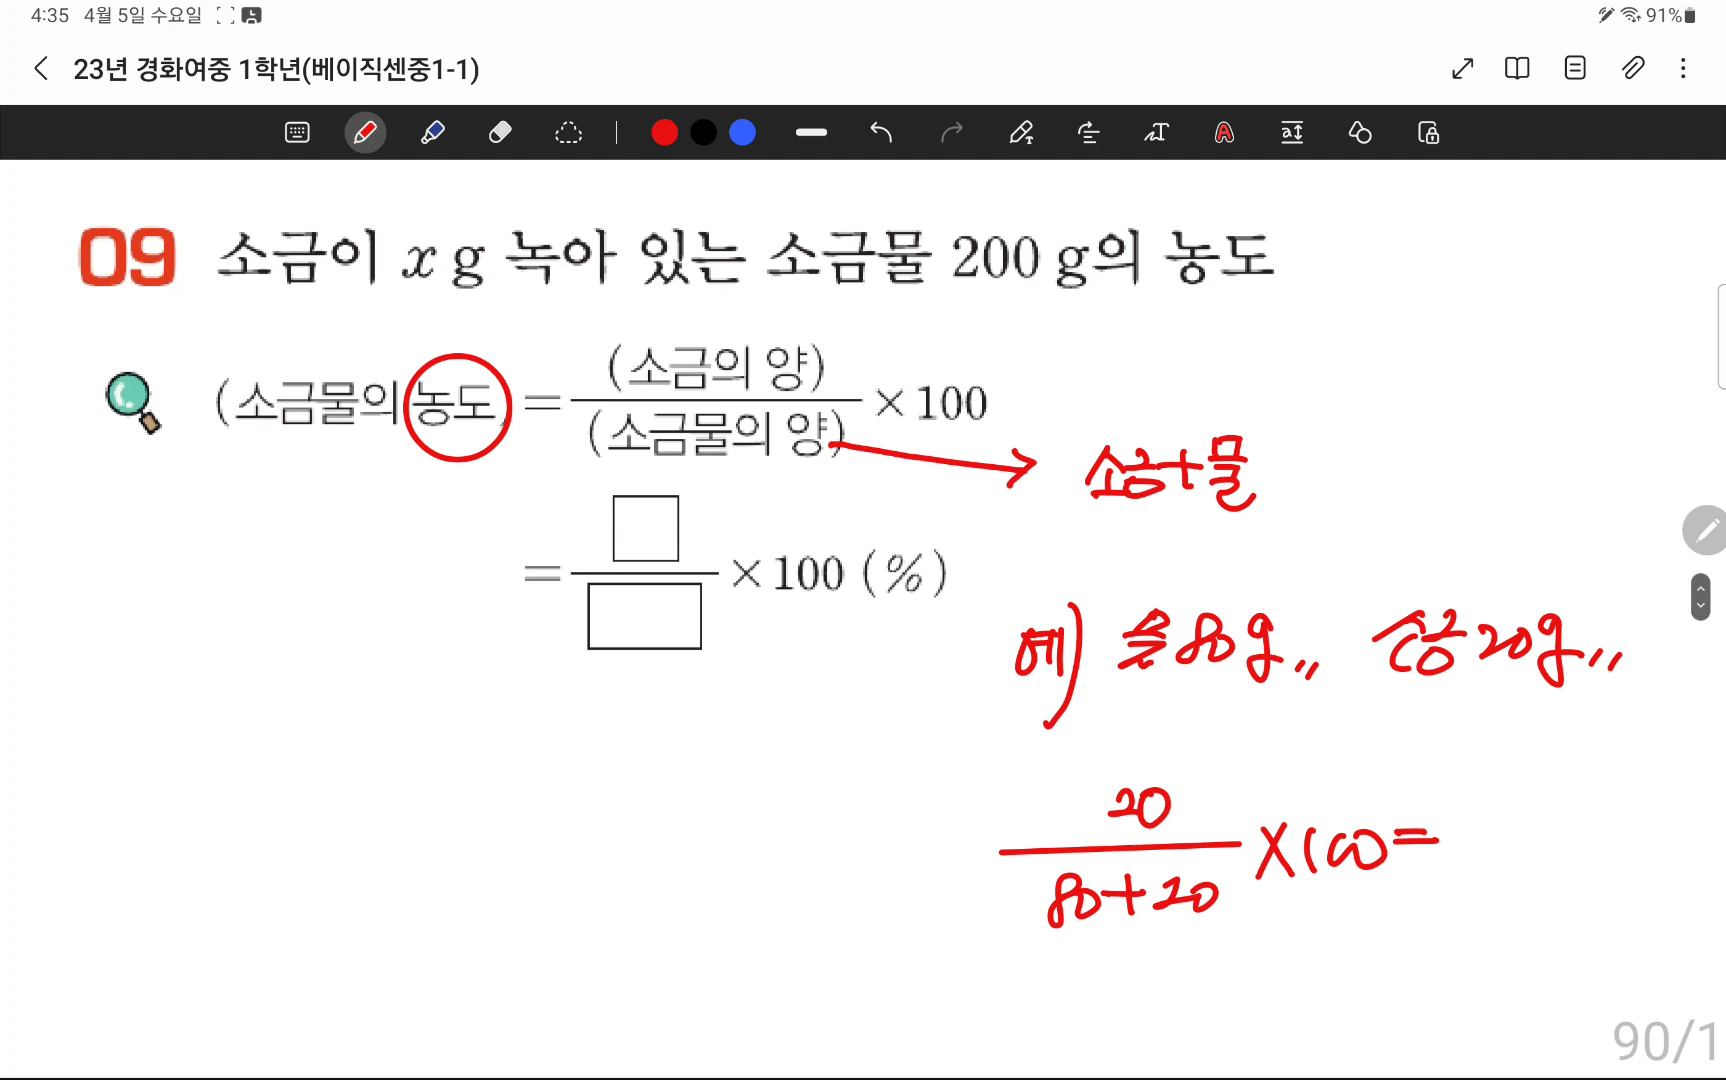 4:35 4월 5일 수요일
91%
23년 경화여중 1학년(베이직센중1-1)
09 소금이 x g 녹아 있는 소금물 200 g의 농도
(소금물의 농도) = (소금의 양) / (소금물의 양) × 100
소금+물
= □ / □ × 100 (%)
예) 물 80g,, 소금 20g,,
20 / 80+20 × 100 =
90/1